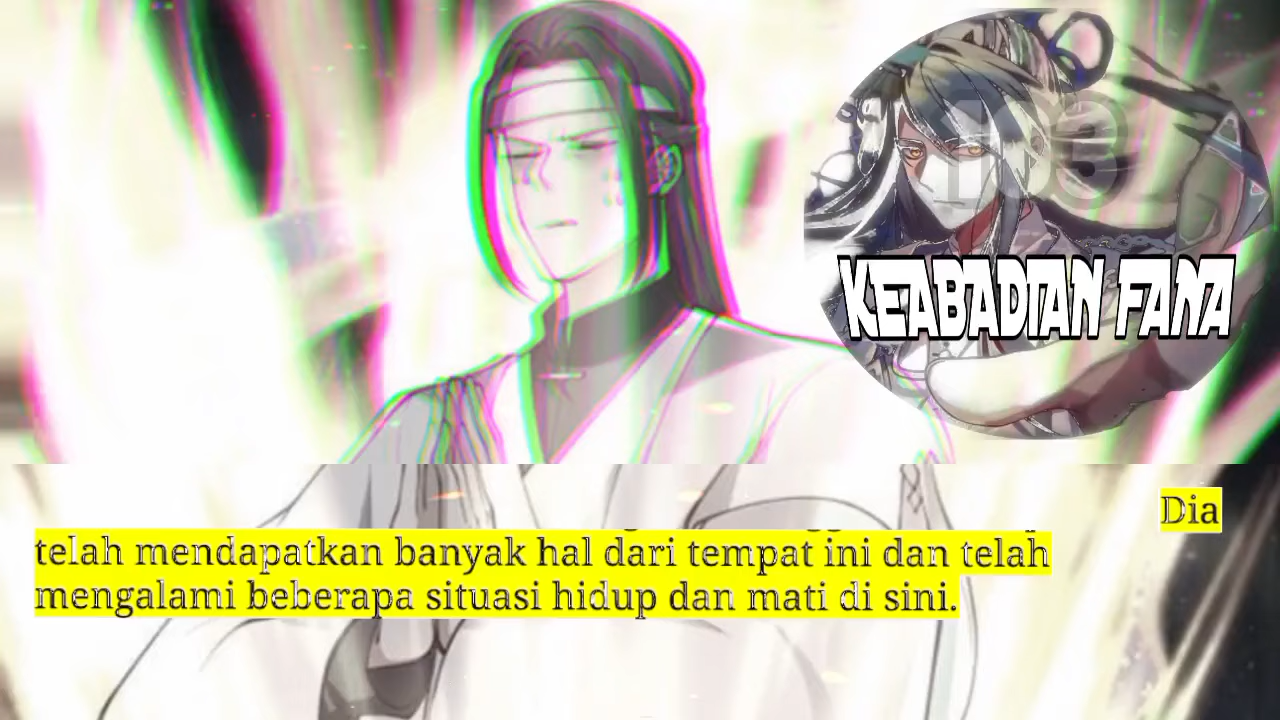 103
KEABADIAN FANA
Dia
telah mendapatkan banyak hal dari tempat ini dan telah
mengalami beberapa situasi hidup dan mati di sini.